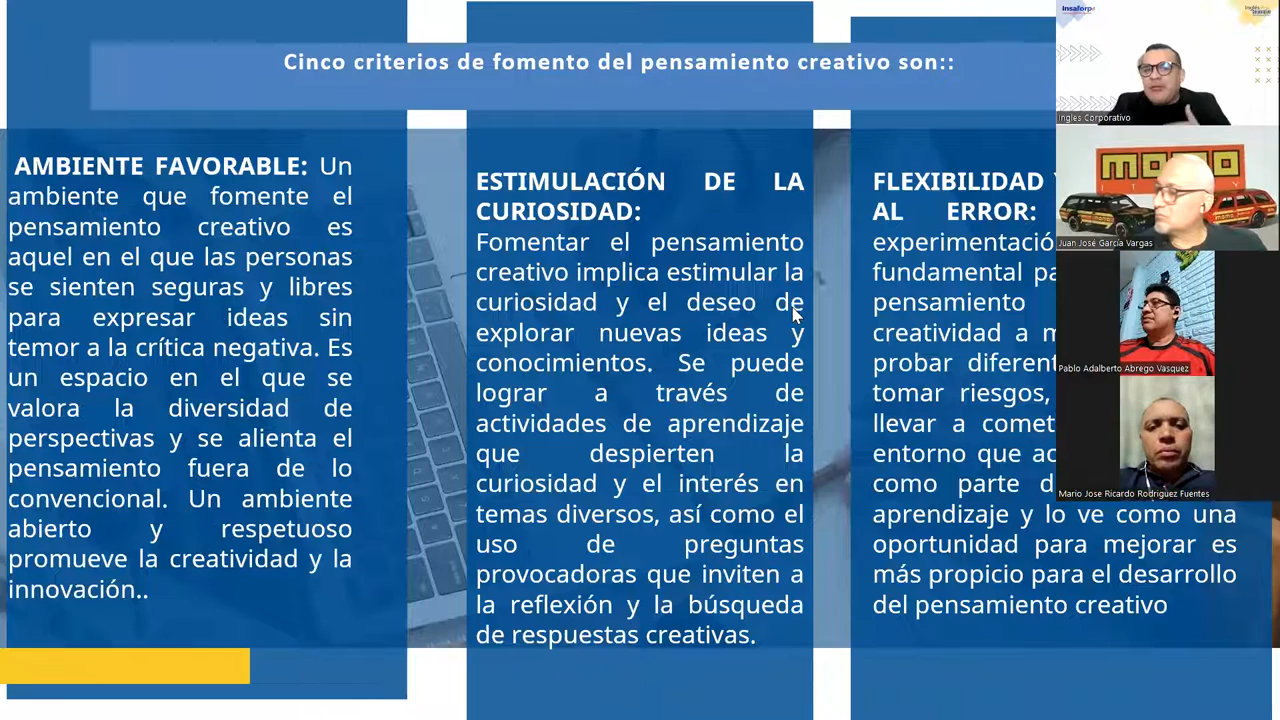 Cinco criterios de fomento del pensamiento creativo son::
AMBIENTE FAVORABLE: Un
ambiente que fomente el
pensamiento creativo es
aquel en el que las personas
se sienten seguras y libres
para expresar ideas sin
temor a la crítica negativa. Es
un espacio en el que se
valora la diversidad de
perspectivas y se alienta el
pensamiento fuera de lo
convencional. Un ambiente
abierto y respetuoso
promueve la creatividad y la
innovación..
ESTIMULACIÓN DE LA
CURIOSIDAD:
Fomentar el pensamiento
creativo implica estimular la
curiosidad y el deseo de
explorar nuevas ideas y
conocimientos. Se puede
lograr a través de
actividades de aprendizaje
que despierten la
curiosidad y el interés en
temas diversos, así como el
uso de preguntas
provocadoras que inviten a
la reflexión y la búsqueda
de respuestas creativas.
FLEXIBILIDAD
AL ERROR:
experimentació
fundamental pa
pensamiento
creatividad a m
probar diferent
tomar riesgos,
llevar a comet
entorno que ac
como parte d
aprendizaje y lo ve como una
oportunidad para mejorar es
más propicio para el desarrollo
del pensamiento creativo
insaforp
Ingles Corporativo
momo
Juan José García Vargas
Pablo Adalberto Abrego Vasquez
Mario Jose Ricardo Rodriguez Fuentes